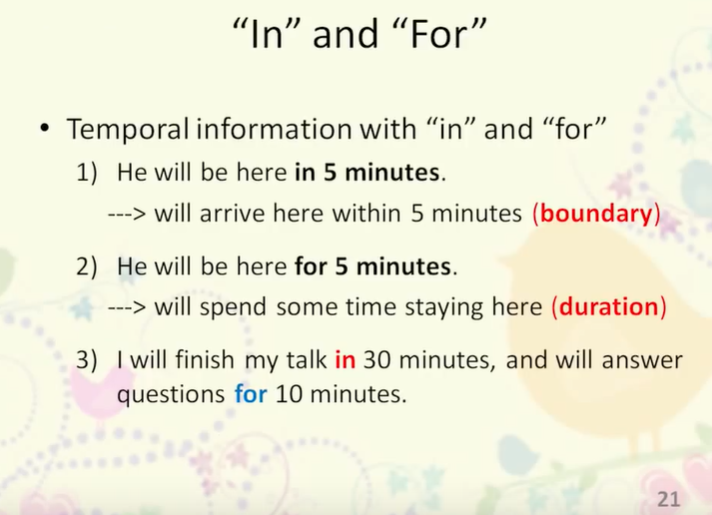 “In” and “For”
• Temporal information with “in” and “for”
1) He will be here in 5 minutes.
---> will arrive here within 5 minutes (boundary)
2) He will be here for 5 minutes.
---> will spend some time staying here (duration)
3) I will finish my talk in 30 minutes, and will answer
questions for 10 minutes.
21